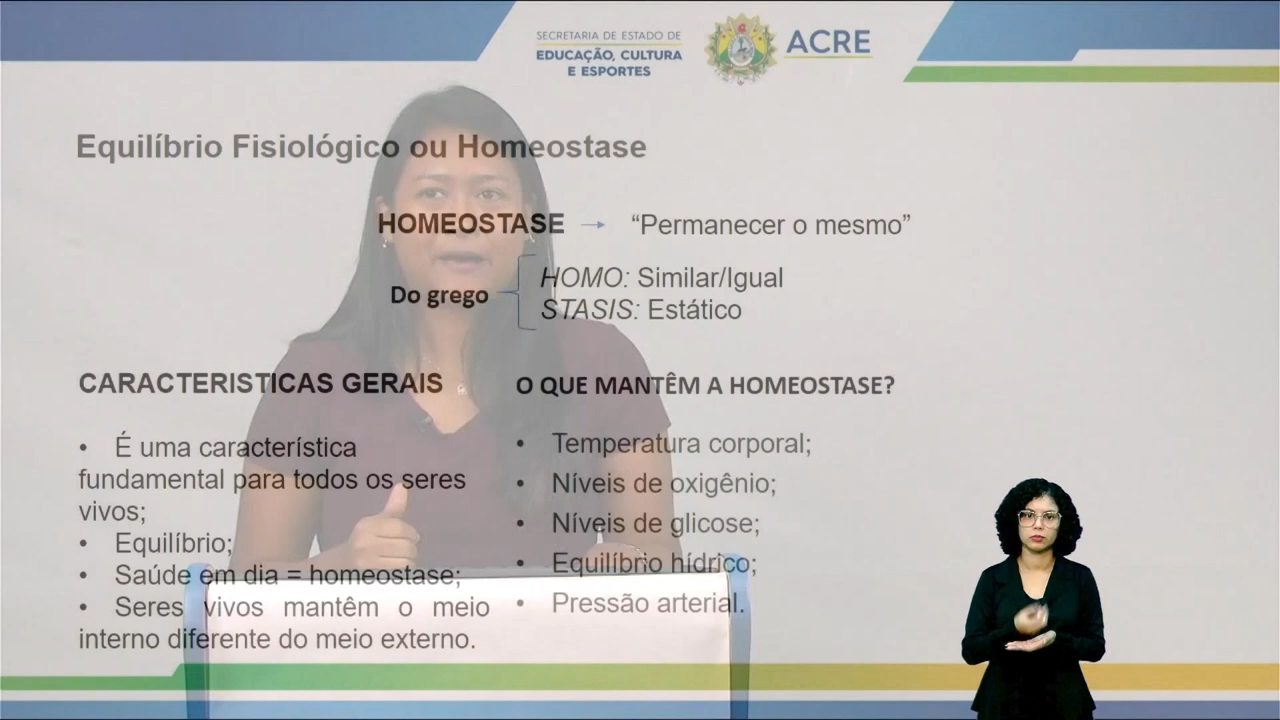 SECRETARIA DE ESTADO DE
EDUCAÇÃO, CULTURA
E ESPORTES
ACRE
Equilíbrio Fisiológico ou Homeostase
HOMEOSTASE → “Permanecer o mesmo”
Do grego
HOMO: Similar/Igual
STASIS: Estático
CARACTERISTICAS GERAIS
• É uma característica
fundamental para todos os seres
vivos;
• Equilíbrio;
• Saúde em dia = homeostase;
• Seres vivos mantêm o meio
interno diferente do meio externo.
O QUE MANTÊM A HOMEOSTASE?
• Temperatura corporal;
• Níveis de oxigênio;
• Níveis de glicose;
• Equilíbrio hídrico;
• Pressão arterial.